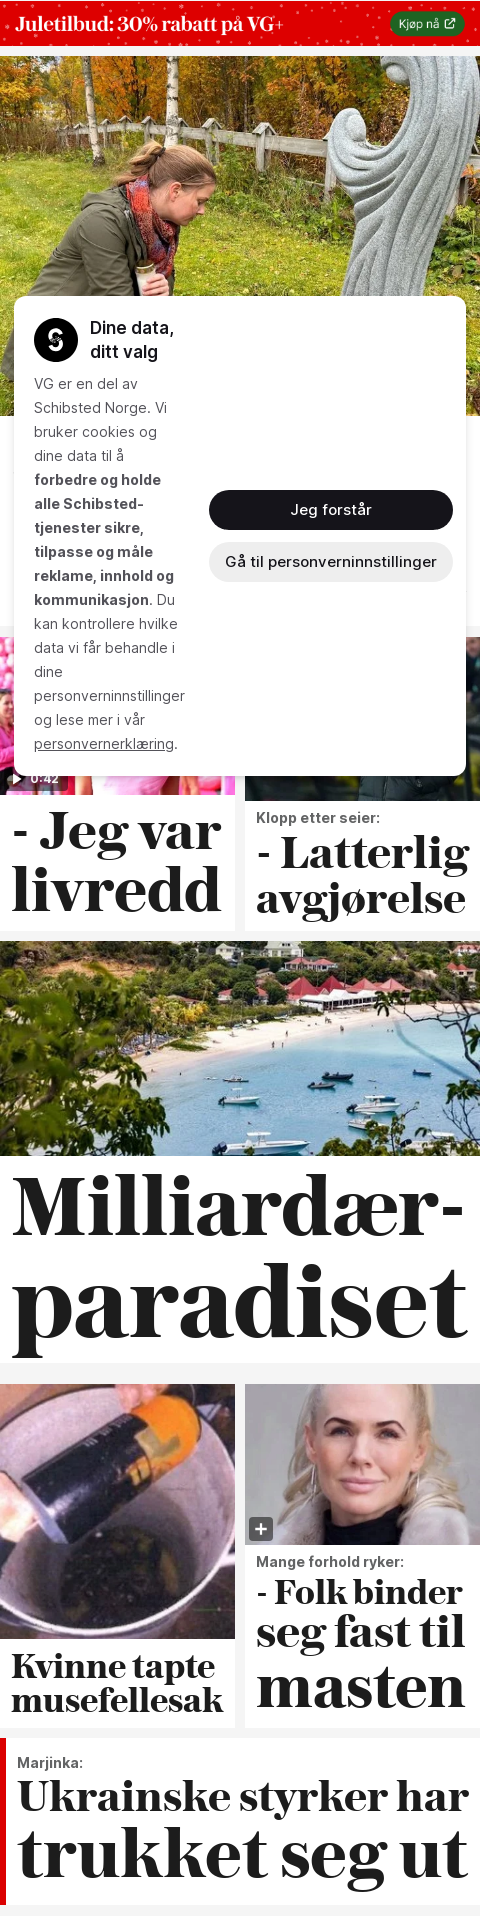 Juletilbud: 30% rabatt på VG+
Kjøp nå
Dine data,
ditt valg
VG er en del av
Schibsted Norge. Vi
bruker cookies og
dine data til å
forbedre og holde
alle Schibsted-
tjenester sikre,
tilpasse og måle
reklame, innhold og
kommunikasjon. Du
kan kontrollere hvilke
data vi får behandle i
dine
personverninnstillinger
og lese mer i vår
personvernerklæring.
Jeg forstår
Gå til personverninnstillinger
0:42
- Jeg var
livredd
Klopp etter seier:
- Latterlig
avgjørelse
Milliardær-
paradiset
Kvinne tapte
musefellesak
Mange forhold ryker:
- Folk binder
seg fast til
masten
Marjinka:
Ukrainske styrker har
trukket seg ut